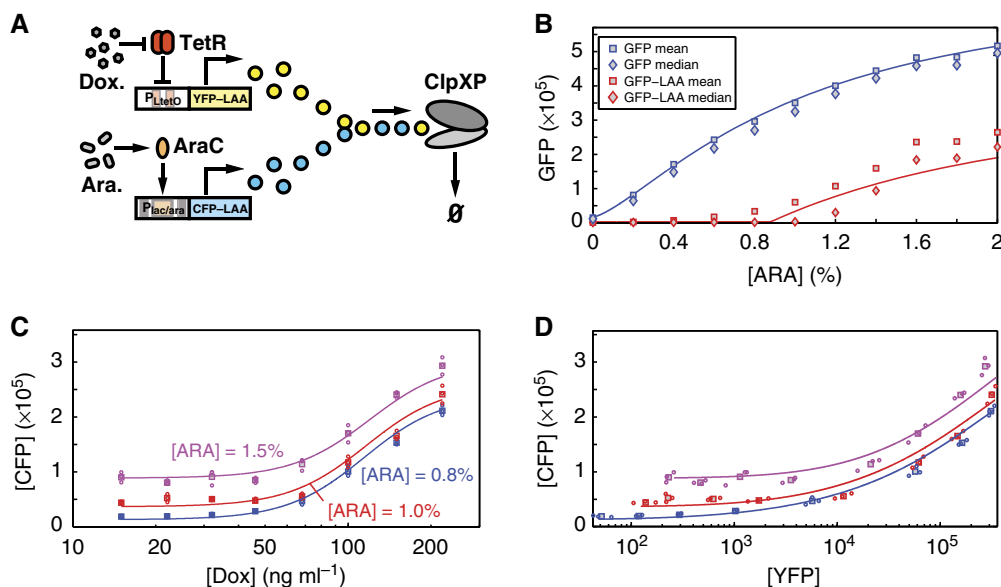 A
Dox.
TetR
PLtetO
YFP–LAA
ClpXP
AraC
Ara.
Plac/ara
CFP–LAA
Ø
B
GFP mean
GFP median
GFP–LAA mean
GFP–LAA median
GFP (×10⁵)
5
4
3
2
1
0
0 0.4 0.8 1.2 1.6 2
[ARA] (%)
C
[CFP] (×10⁵)
3
2
1
0
[ARA] = 1.5%
[ARA] = 0.8%
[ARA] = 1.0%
10 20 50 100 200
[Dox] (ng ml⁻¹)
D
[CFP] (×10⁵)
3
2
1
0
10² 10³ 10⁴ 10⁵
[YFP]